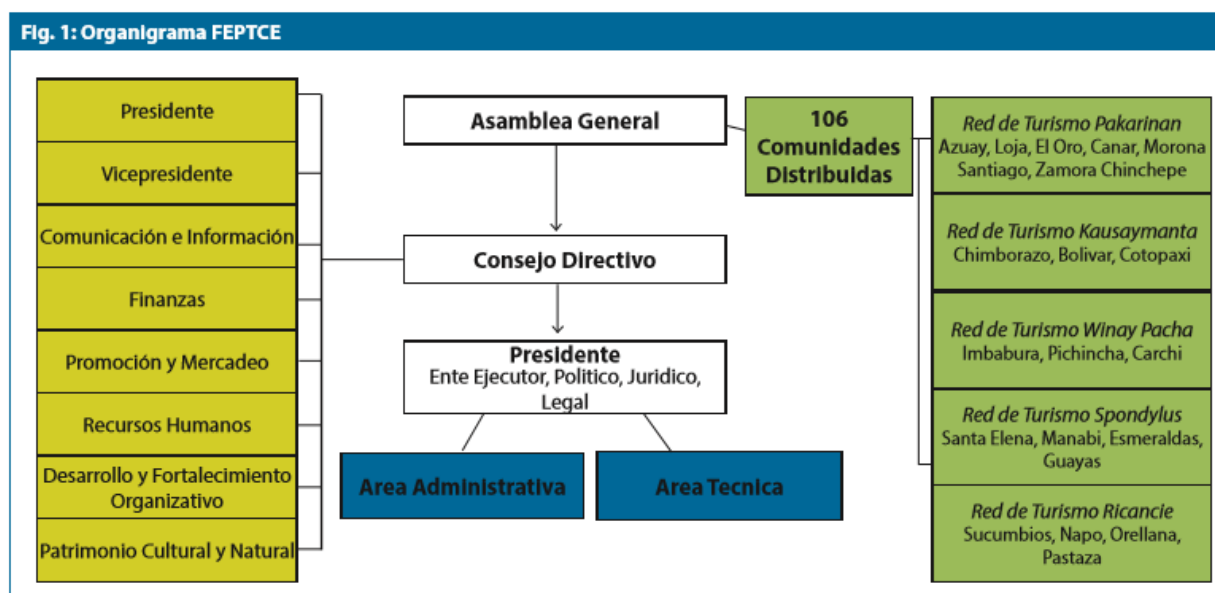 Fig. 1: Organigrama FEPTCE
Presidente
Vicepresidente
Comunicación e Información
Finanzas
Promoción y Mercadeo
Recursos Humanos
Desarrollo y Fortalecimiento
Organizativo
Patrimonio Cultural y Natural
Asamblea General
Consejo Directivo
Presidente
Ente Ejecutor, Politico, Juridico,
Legal
Area Administrativa
Area Tecnica
106
Comunidades
Distribuidas
Red de Turismo Pakarinan
Azuay, Loja, El Oro, Canar, Morona
Santiago, Zamora Chinchepe
Red de Turismo Kausaymanta
Chimborazo, Bolivar, Cotopaxi
Red de Turismo Winay Pacha
Imbabura, Pichincha, Carchi
Red de Turismo Spondylus
Santa Elena, Manabi, Esmeraldas,
Guayas
Red de Turismo Ricancie
Sucumbios, Napo, Orellana,
Pastaza